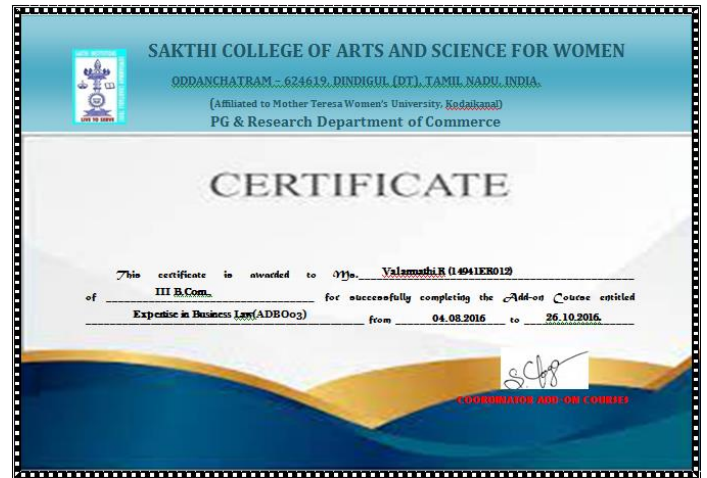 SAKTHI COLLEGE OF ARTS AND SCIENCE FOR WOMEN
ODDANCHATRAM – 624619, DINDIGUL (DT), TAMIL NADU, INDIA.
(Affiliated to Mother Teresa Women's University, Kodaikanal)
PG & Research Department of Commerce
LIVE TO SERVE
CERTIFICATE
This certificate is awarded to Ms. Valarmathi.R (14941ER012)
of III B.Com., for successfully completing the Add-on Course entitled
Expertise in Business Law(ADBO03) from 04.08.2016 to 26.10.2016.
COORDINATOR ADD-ON COURSES